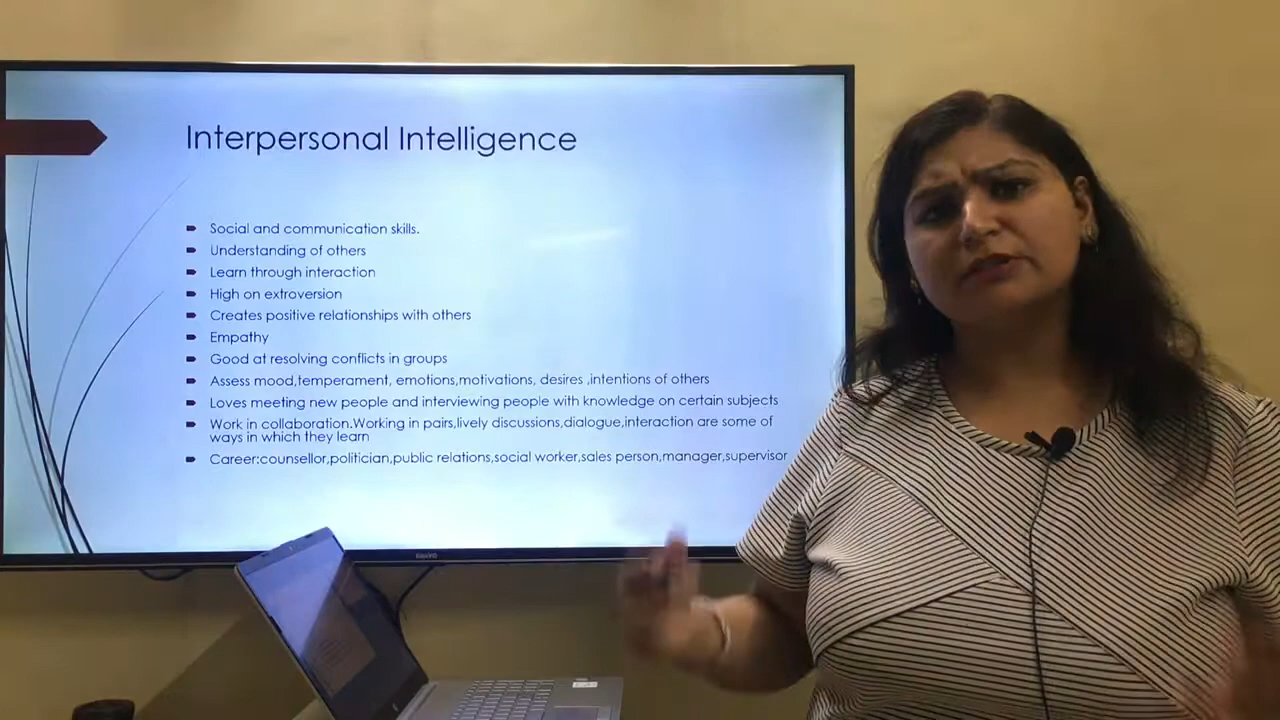 Interpersonal Intelligence
Social and communication skills.
Understanding of others
Learn through interaction
High on extroversion
Creates positive relationships with others
Empathy
Good at resolving conflicts in groups
Assess mood,temperament, emotions,motivations, desires ,intentions of others
Loves meeting new people and interviewing people with knowledge on certain subjects
Work in collaboration.Working in pairs,lively discussions,dialogue,interaction are some of
ways in which they learn
Career:counsellor,politician,public relations,social worker,sales person,manager,supervisor